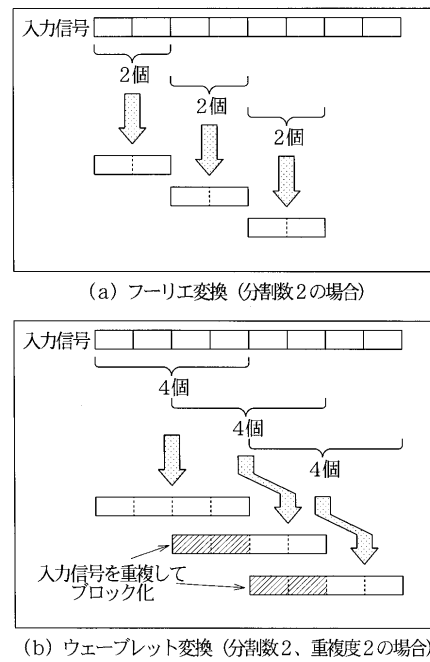 入力信号
2個
2個
2個
(a) フーリエ変換 (分割数2の場合)
入力信号
4個
4個
4個
入力信号を重複して
ブロック化
(b) ウェーブレット変換 (分割数2、重複度2の場合)